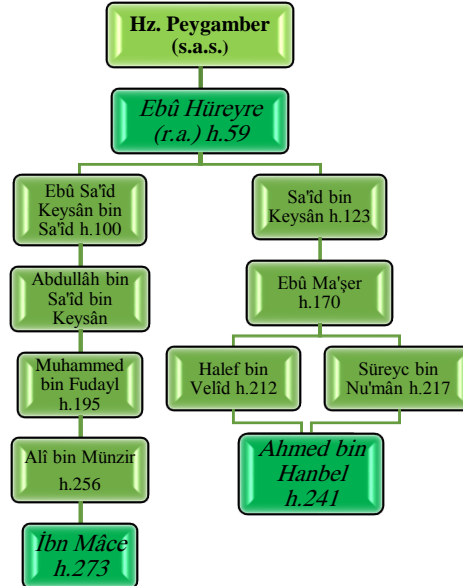 Hz. Peygamber
(s.a.s.)
Ebû Hüreyre
(r.a.) h.59
Ebû Sa'îd
Keysân bin
Sa'îd h.100
Sa'îd bin
Keysân h.123
Abdullâh bin
Sa'îd bin
Keysân
Ebû Ma'şer
h.170
Muhammed
bin Fudayl
h.195
Halef bin
Velîd h.212
Süreyc bin
Nu'mân h.217
Alî bin Münzir
h.256
Ahmed bin
Hanbel
h.241
İbn Mâce
h.273